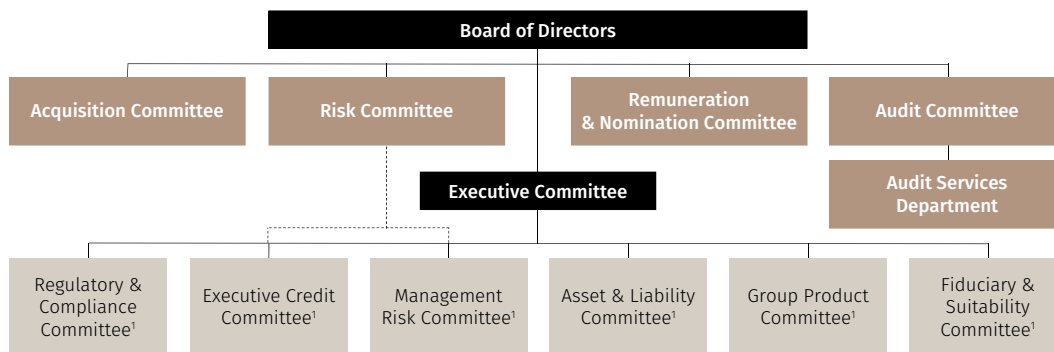 Board of Directors
Acquisition Committee
Risk Committee
Remuneration
& Nomination Committee
Audit Committee
Executive Committee
Audit Services
Department
Regulatory &
Compliance
Committee¹
Executive Credit
Committee¹
Management
Risk Committee¹
Asset & Liability
Committee¹
Group Product
Committee¹
Fiduciary &
Suitability
Committee¹